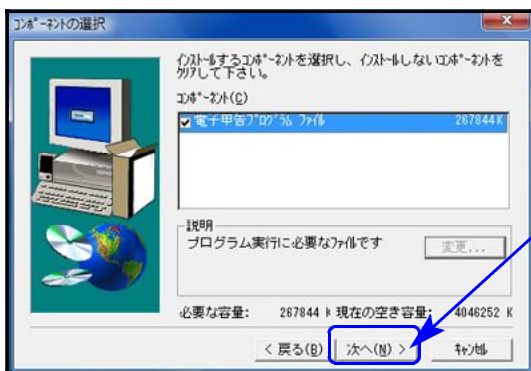 コンポーネントの選択
インストールするコンポーネントを選択し、インストールしないコンポーネントを
クリアして下さい。
コンポーネント(C)
電子申告プログラム ファイル 267844 K
説明
プログラム実行に必要なファイルです
変更...
必要な容量: 267844 K 現在の空き容量: 4046252 K
< 戻る(B) 次へ(N) > キャンセル